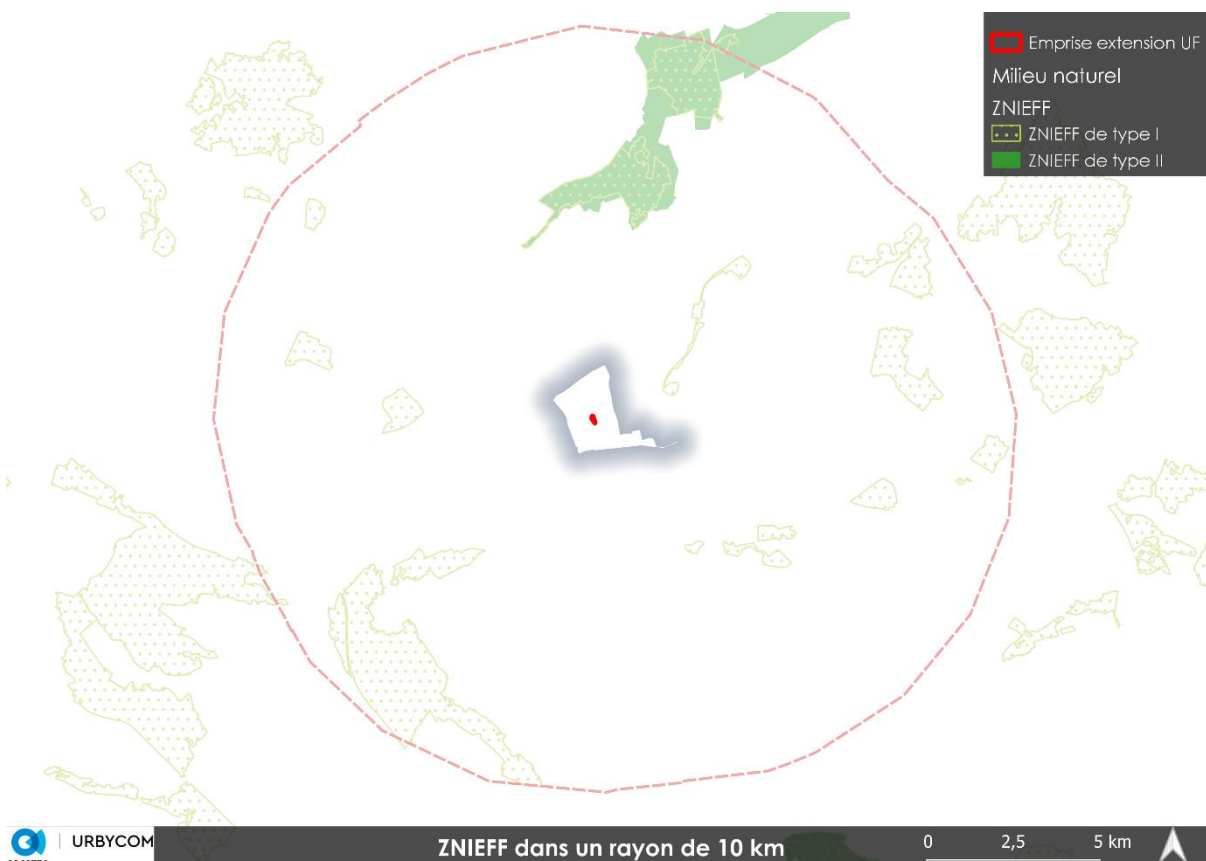 Emprise extension UF
Milieu naturel
ZNIEFF
ZNIEFF de type I
ZNIEFF de type II
URBYCOM
ZNIEFF dans un rayon de 10 km
0 2,5 5 km